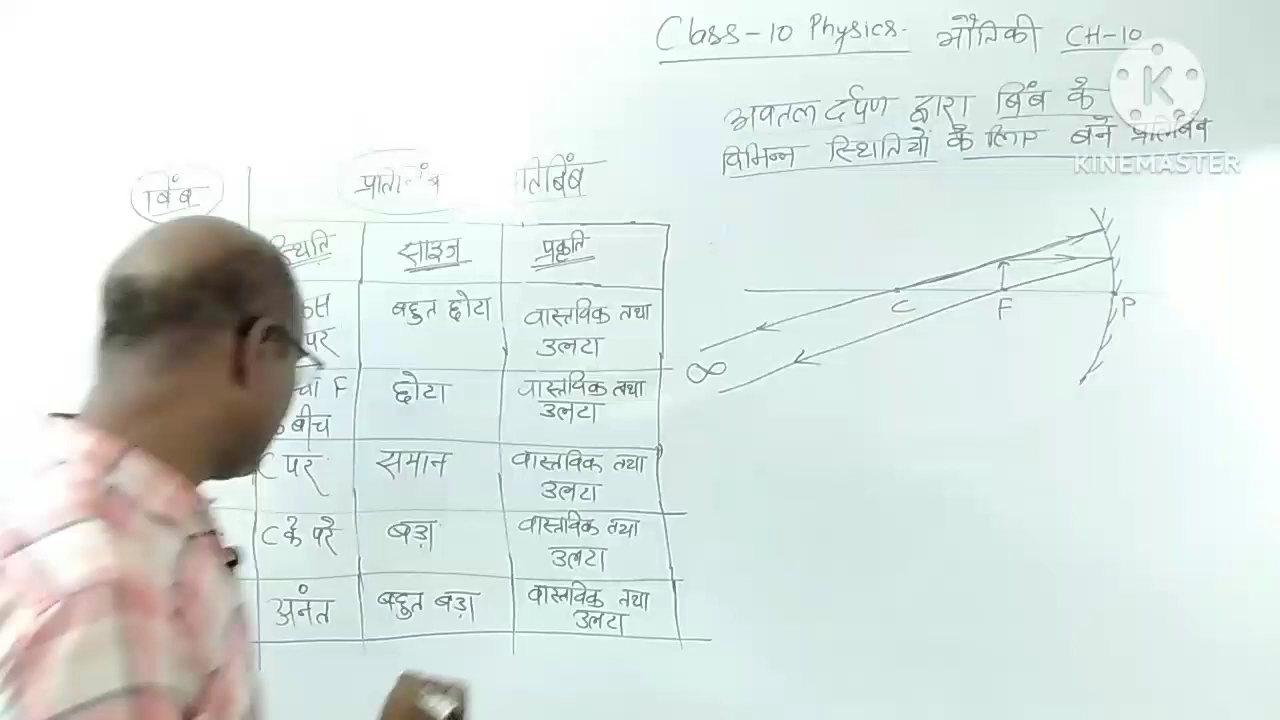 Class-10 Physics. भौतिकी CH-10
अवतल दर्पण द्वारा बिंब के
विभिन्न स्थितियों के लिए बने प्रतिबिंब
K
KINEMASTER
बिंब
स्थिति साइज प्रकृति
पर बहुत छोटा वास्तविक तथा
उलटा
F छोटा वास्तविक तथा
बीच उलटा
C पर समान वास्तविक तथा
उलटा
C के परे बड़ा वास्तविक तथा
उलटा
अनंत बहुत बड़ा वास्तविक तथा
उलटा
C F P
∞